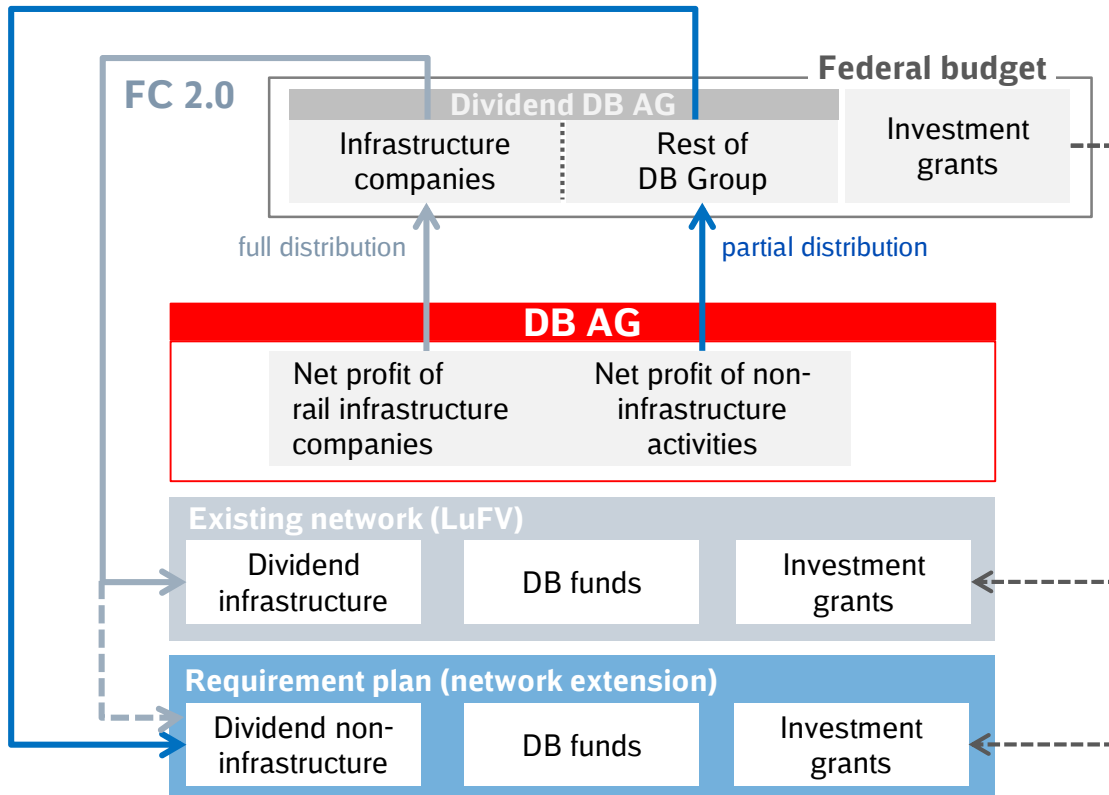 FC 2.0
Federal budget
Dividend DB AG
Infrastructure
companies
Rest of
DB Group
Investment
grants
full distribution
partial distribution
DB AG
Net profit of
rail infrastructure
companies
Net profit of non-
infrastructure
activities
Existing network (LuFV)
Dividend
infrastructure
DB funds
Investment
grants
Requirement plan (network extension)
Dividend non-
infrastructure
DB funds
Investment
grants